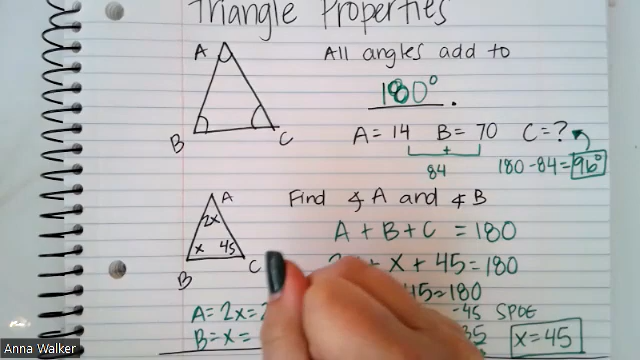 Triangle Properties
A
B
C
All angles add to
180°.
A = 14 B = 70 C = ?
+
84
180 - 84 = 96°
A
2x
x 45
B
C
Find ∡ A and ∡ B
A + B + C = 180
+ x + 45 = 180
45 = 180
-45 SPOE
35
x = 45
A = 2x =
B = x =
Anna Walker